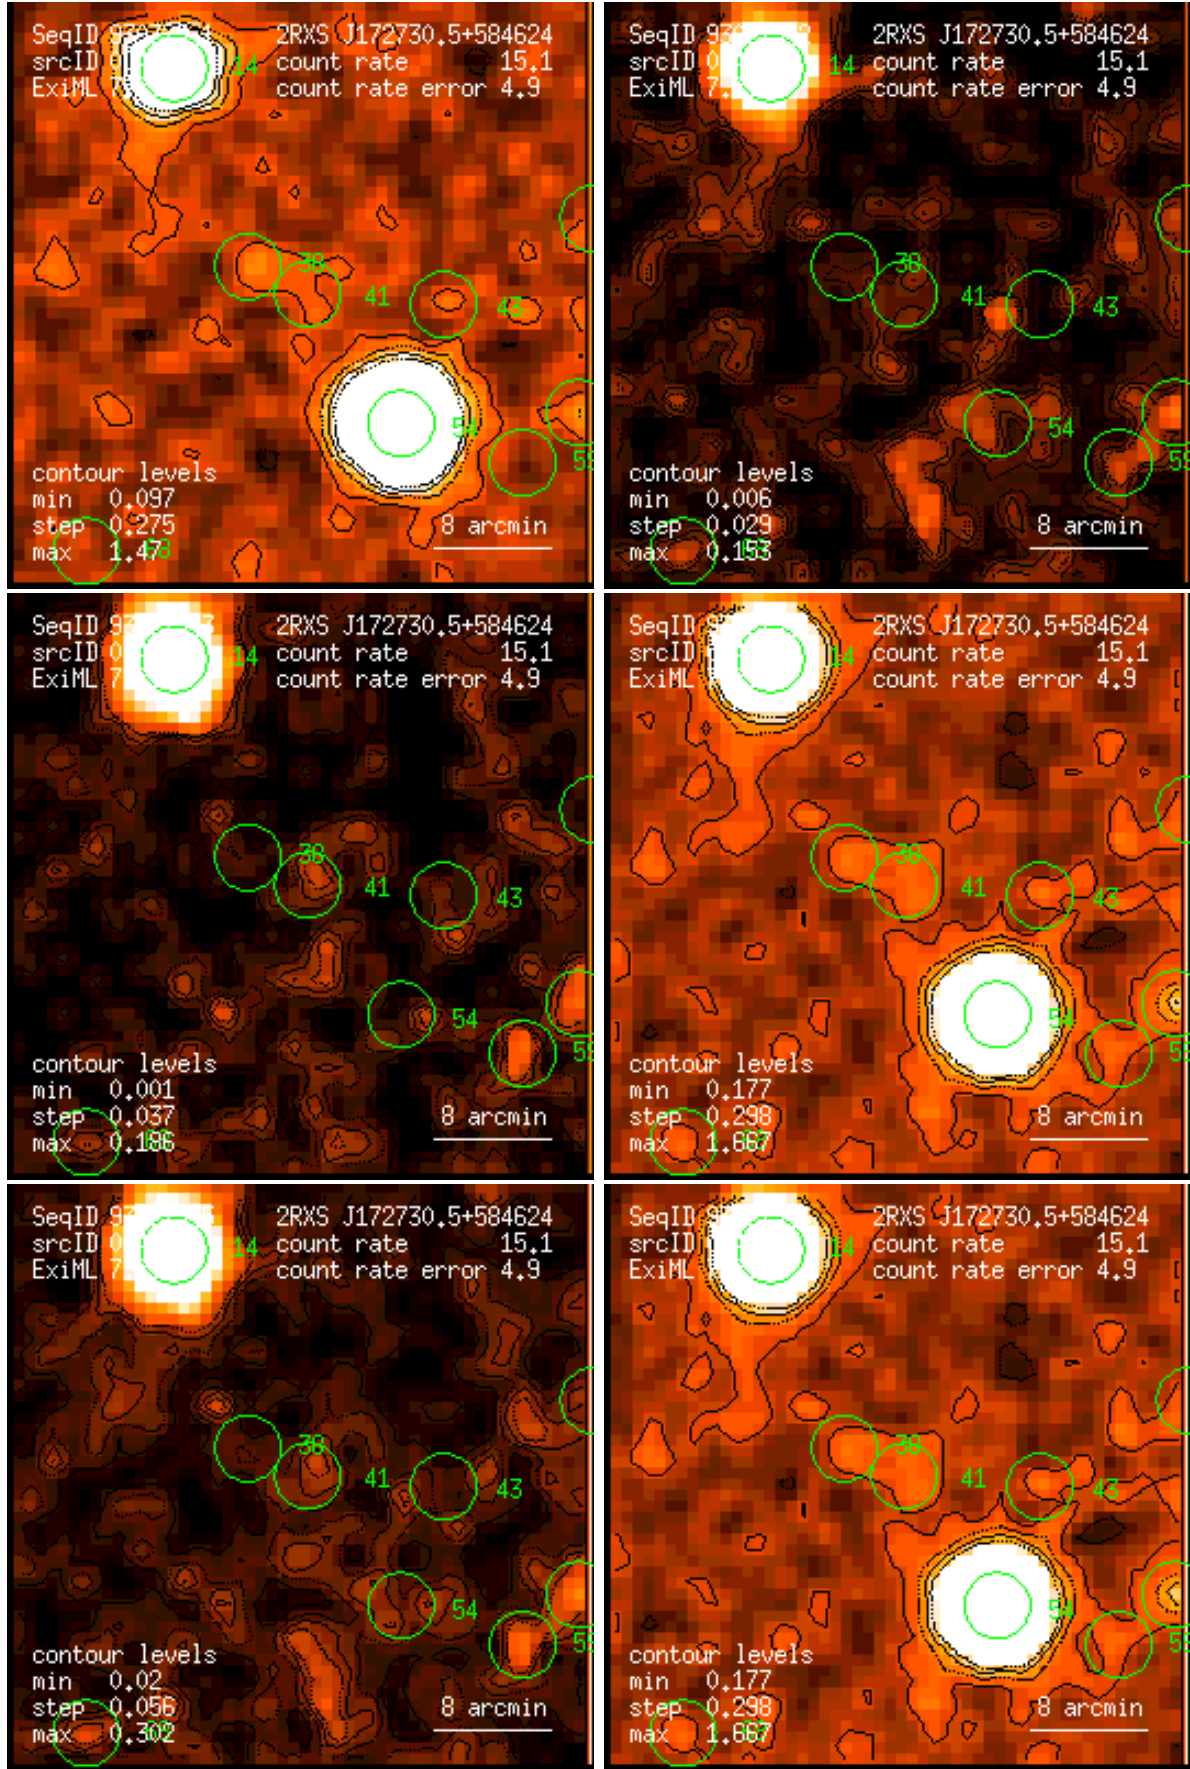 SeqID 2RXS J172730.5+584624
srcID 0 14 count rate 15.1
ExiML 7 count rate error 4.9
38
41
43
54
contour levels
min 0.097
step 0.275
max 1.47
8 arcmin
SeqID 2RXS J172730.5+584624
srcID 0 14 count rate 15.1
ExiML 7. count rate error 4.9
38
41
43
54
contour levels
min 0.006
step 0.029
max 0.153
8 arcmin
SeqID 2RXS J172730.5+584624
srcID 0 14 count rate 15.1
ExiML 7 count rate error 4.9
38
41
43
54
contour levels
min 0.001
step 0.037
max 0.186
8 arcmin
SeqID 2RXS J172730.5+584624
srcID 14 count rate 15.1
ExiML count rate error 4.9
38
41
43
54
contour levels
min 0.177
step 0.298
max 1.667
8 arcmin
SeqID 2RXS J172730.5+584624
srcID 0 14 count rate 15.1
ExiML 7 count rate error 4.9
38
41
43
54
contour levels
min 0.02
step 0.056
max 0.302
8 arcmin
SeqID 2RXS J172730.5+584624
srcID 14 count rate 15.1
ExiML count rate error 4.9
38
41
43
54
contour levels
min 0.177
step 0.298
max 1.667
8 arcmin